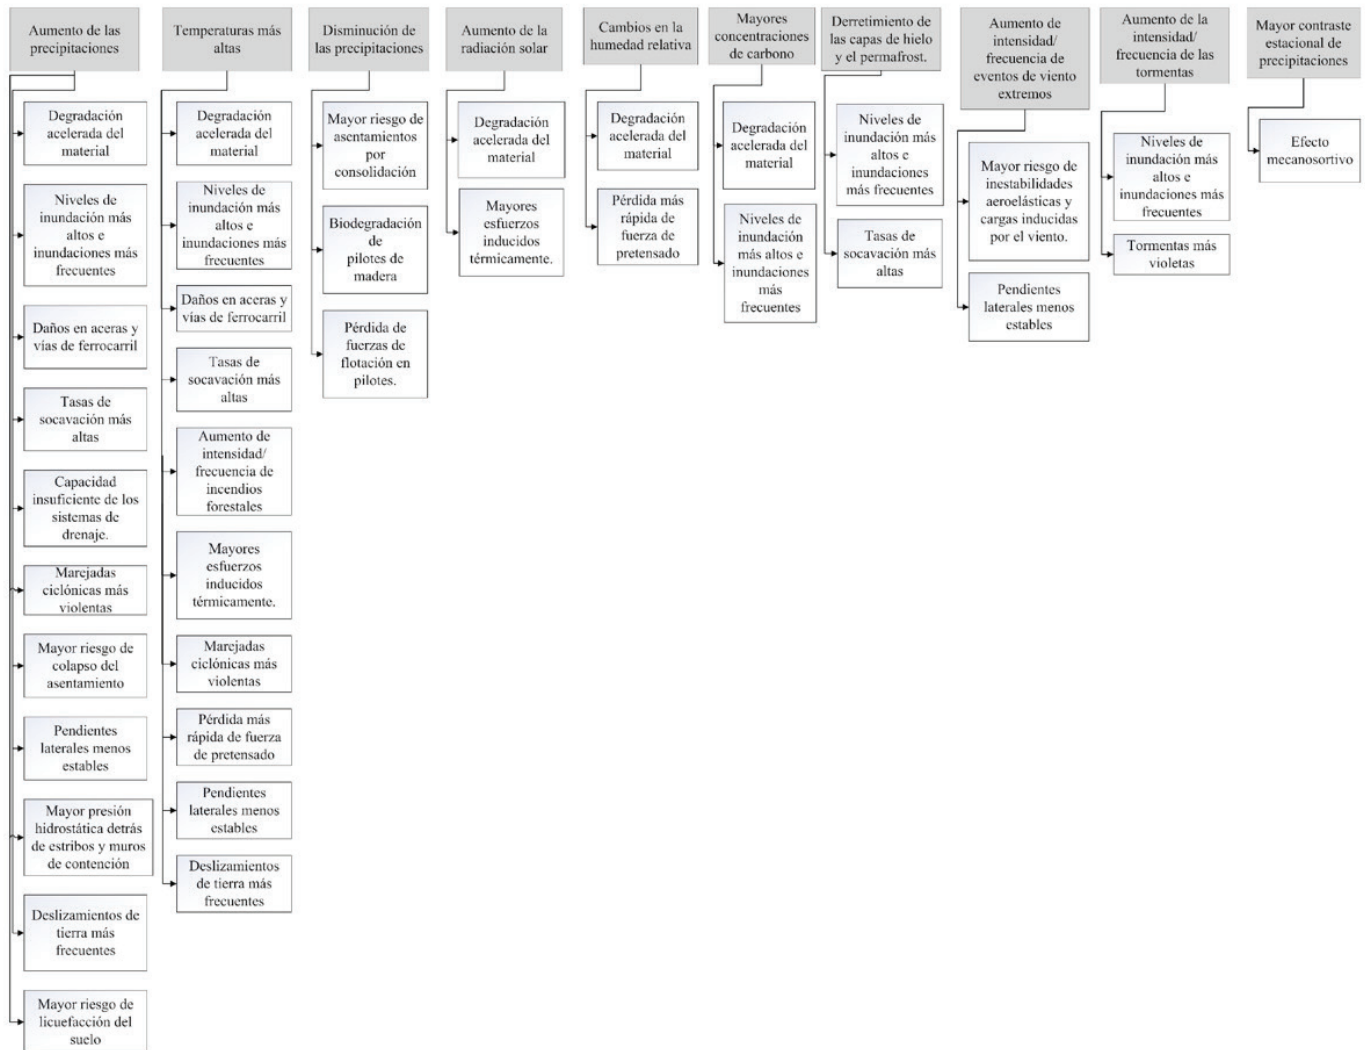 Aumento de las
precipitaciones
Degradación
acelerada del
material
Niveles de
inundación más
altos e
inundaciones más
frecuentes
Daños en aceras y
vías de ferrocarril
Tasas de
socavación más
altas
Capacidad
insuficiente de los
sistemas de
drenaje.
Marejadas
ciclónicas más
violentas
Mayor riesgo de
colapso del
asentamiento
Pendientes
laterales menos
estables
Mayor presión
hidrostática detrás
de estribos y muros
de contención
Deslizamientos de
tierra más
frecuentes
Mayor riesgo de
licuefacción del
suelo
Temperaturas más
altas
Degradación
acelerada del
material
Niveles de
inundación más
altos e
inundaciones más
frecuentes
Daños en aceras y
vías de ferrocarril
Tasas de
socavación más
altas
Aumento de
intensidad/
frecuencia de
incendios
forestales
Mayores
esfuerzos
inducidos
térmicamente.
Marejadas
ciclónicas más
violentas
Pérdida más
rápida de fuerza
de pretensado
Pendientes
laterales menos
estables
Deslizamientos
de tierra más
frecuentes
Disminución de
las precipitaciones
Mayor riesgo de
asentamientos
por
consolidación
Biodegradación
de
pilotes de
madera
Pérdida de
fuerzas de
flotación en
pilotes.
Aumento de la
radiación solar
Degradación
acelerada del
material
Mayores
esfuerzos
inducidos
térmicamente.
Cambios en la
humedad relativa
Degradación
acelerada del
material
Pérdida más
rápida de
fuerza de
pretensado
Mayores
concentraciones
de carbono
Degradación
acelerada del
material
Niveles de
inundación
más altos e
inundaciones
más
frecuentes
Derretimiento de
las capas de hielo
y el permafrost.
Niveles de
inundación más
altos e
inundaciones
más frecuentes
Tasas de
socavación más
altas
Aumento de
intensidad/
frecuencia de
eventos de viento
extremos
Mayor riesgo de
inestabilidades
aeroelásticas y
cargas inducidas
por el viento.
Pendientes
laterales menos
estables
Aumento de la
intensidad/
frecuencia de las
tormentas
Niveles de
inundación más
altos e
inundaciones más
frecuentes
Tormentas más
violetas
Mayor contraste
estacional de
precipitaciones
Efecto
mecanosortivo